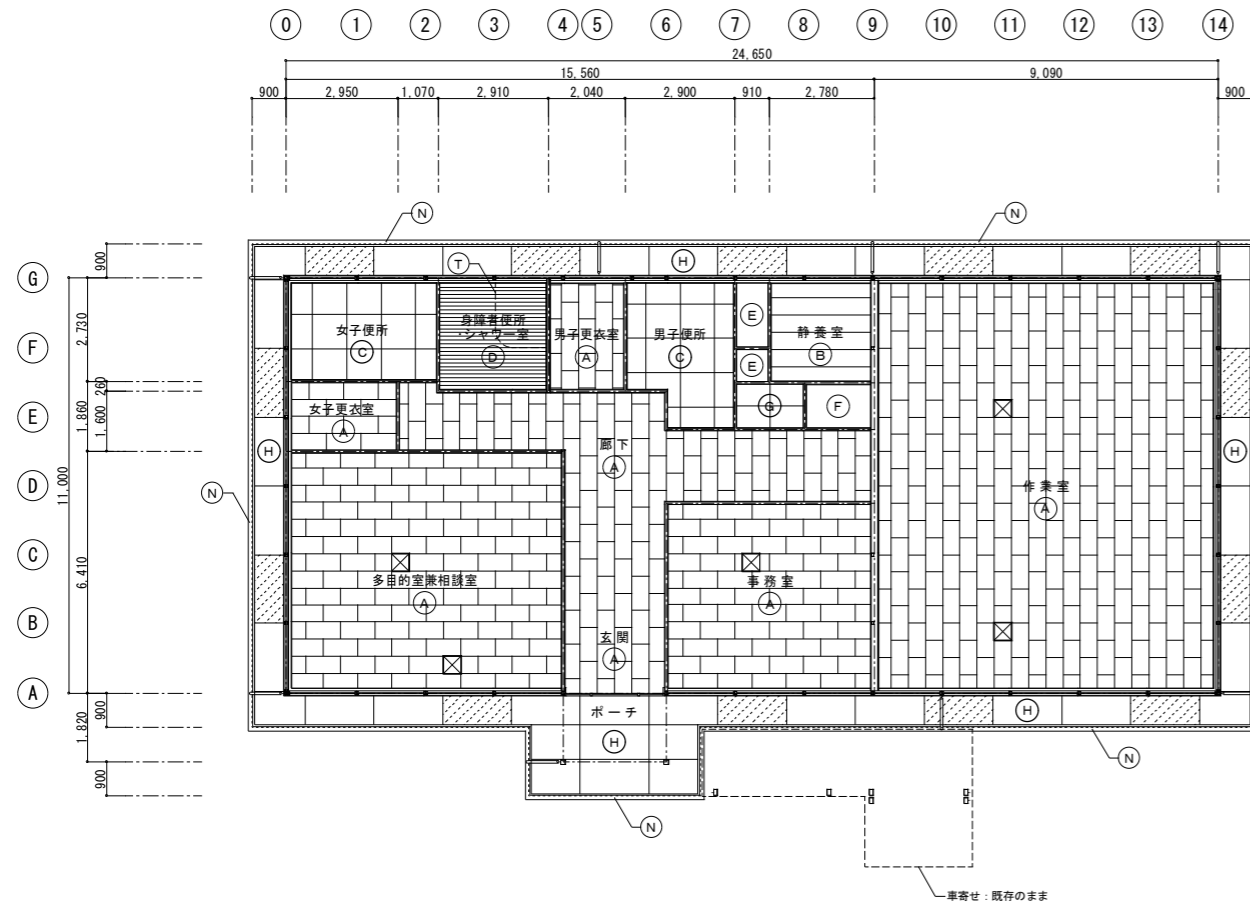 0 1 2 3 4 5 6 7 8 9 10 11 12 13 14
24,650
15,560 9,090
900 2,950 1,070 2,910 2,040 2,900 910 2,780 900
N N
T H
G
900
女子便所
C
身障者便所
・シャワー室
D
男子更衣室
A
男子便所
C
E
E
静養室
B
F
2,730
260
女子更衣室
A
G F
E
1,860
1,600
H
廊下
A
H
D
11,000
N
作業室
A
C
6,410
多目的室兼相談室
A
事務室
A
B
玄関
A
A
ポーチ
H
H
900
1,820
900
N
N
車寄せ：既存のまま